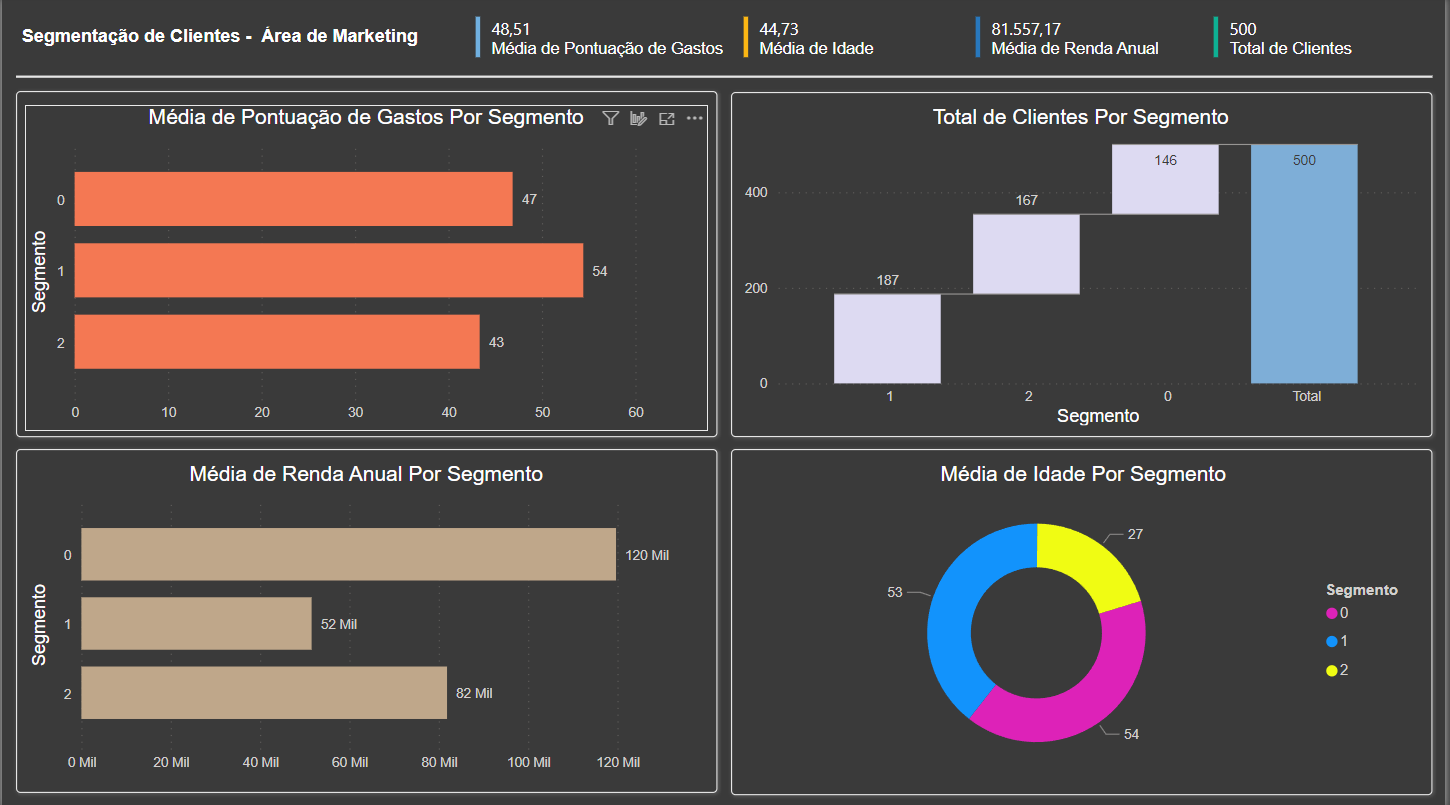 Segmentação de Clientes - Área de Marketing
48,51
Média de Pontuação de Gastos
44,73
Média de Idade
81.557,17
Média de Renda Anual
500
Total de Clientes
Média de Pontuação de Gastos Por Segmento
Segmento
0
47
1
54
2
43
0 10 20 30 40 50 60
Total de Clientes Por Segmento
400
200
0
187
167
146
500
1 2 0 Total
Segmento
Média de Renda Anual Por Segmento
Segmento
0
120 Mil
1
52 Mil
2
82 Mil
0 Mil 20 Mil 40 Mil 60 Mil 80 Mil 100 Mil 120 Mil
Média de Idade Por Segmento
27
53
54
Segmento
0
1
2